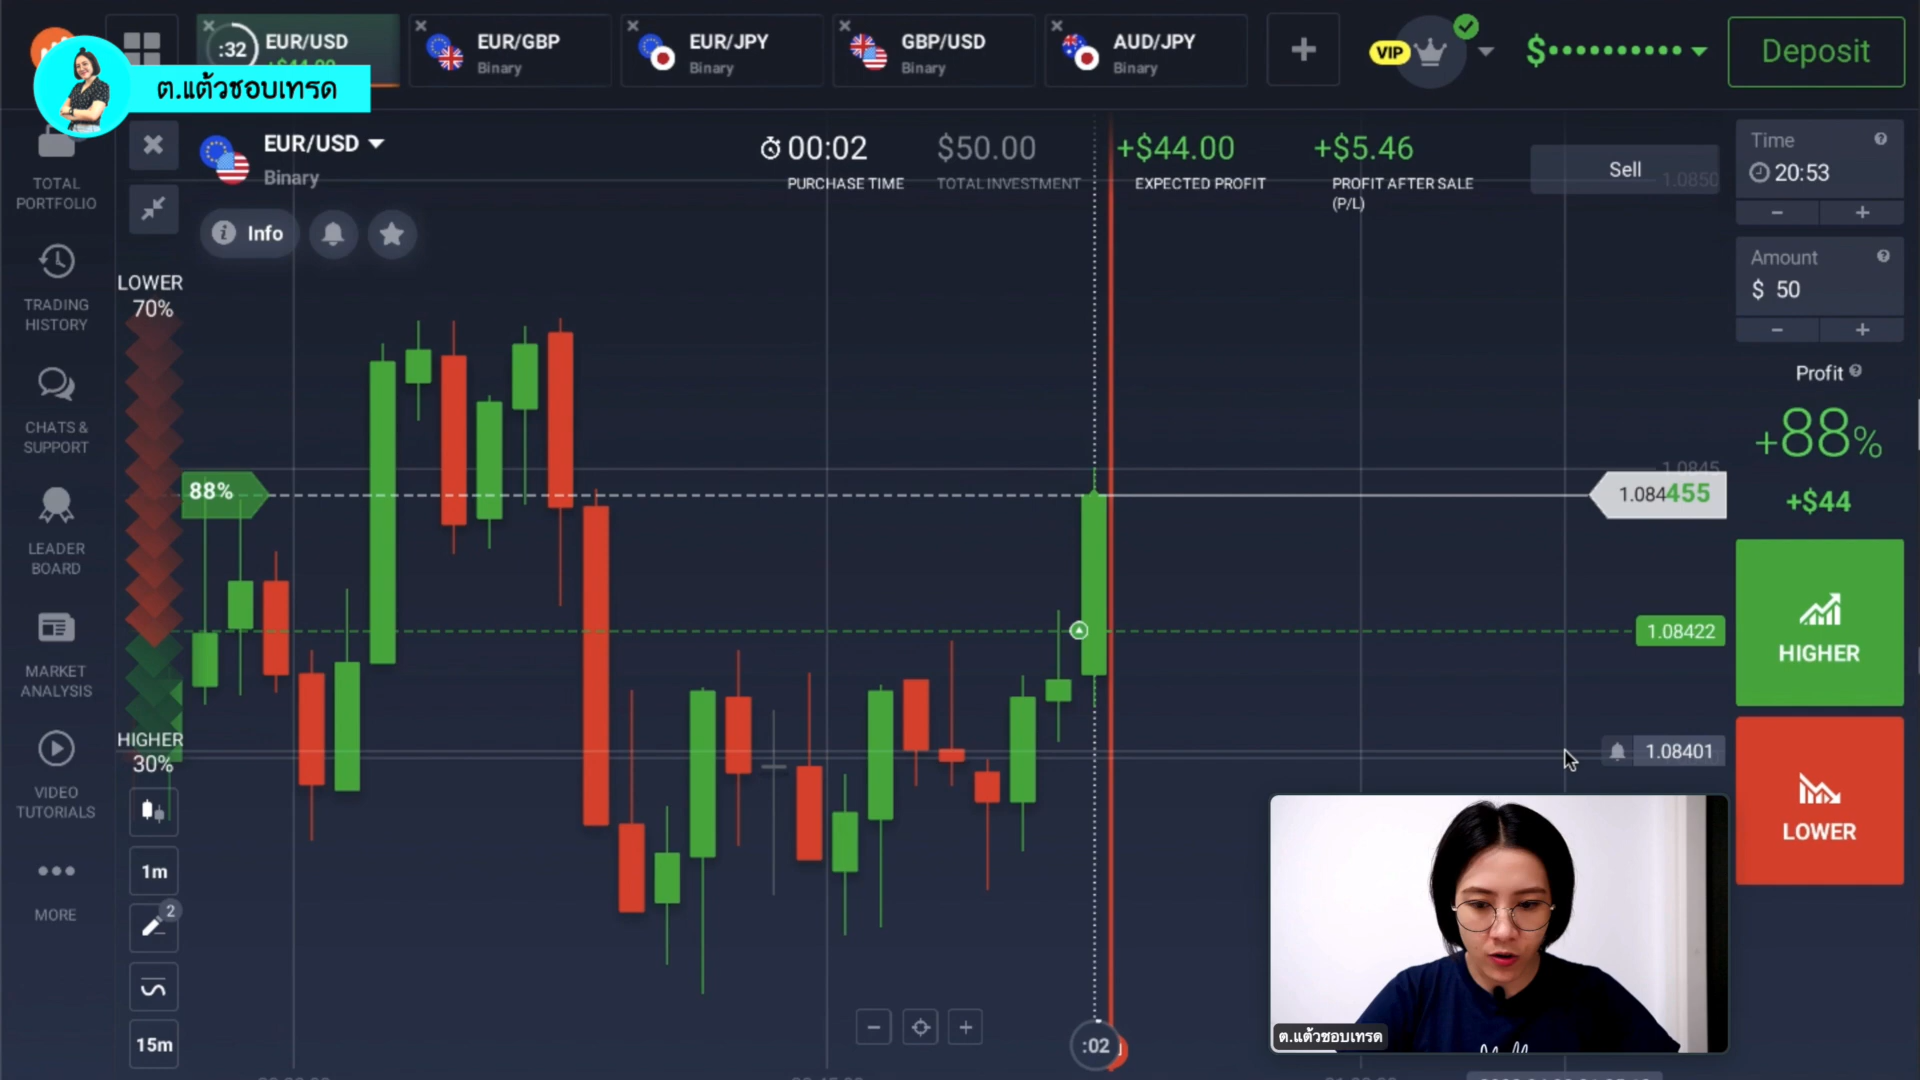 :32
EUR/USD
+$44.00
EUR/GBP
Binary
EUR/JPY
Binary
GBP/USD
Binary
AUD/JPY
Binary
+
VIP
$••••••••••••
Deposit
ต.แต้วชอบเทรด
EUR/USD
Binary
00:02
PURCHASE TIME
$50.00
TOTAL INVESTMENT
+$44.00
EXPECTED PROFIT
+$5.46
PROFIT AFTER SALE
(P/L)
Sell
1.0850
Time
20:53
- +
Amount
$ 50
- +
Profit
+88%
+$44
HIGHER
LOWER
TOTAL
PORTFOLIO
TRADING
HISTORY
CHATS &
SUPPORT
LEADER
BOARD
MARKET
ANALYSIS
VIDEO
TUTORIALS
MORE
Info
LOWER
70%
88%
HIGHER
30%
1m
2
15m
1.0845
1.084455
1.08422
1.08401
:02
ต.แต้วชอบเทรด